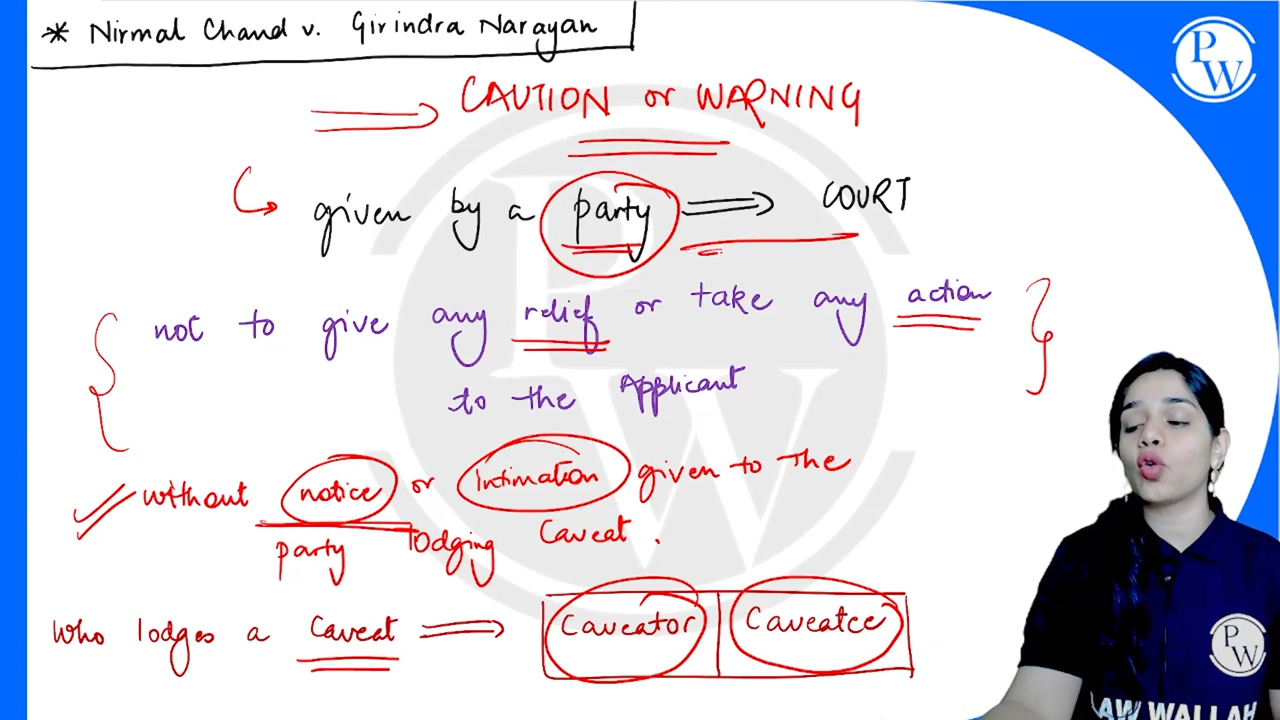 * Nirmal Chand v. Girindra Narayan
PW
⟹ CAUTION or WARNING
↳ given by a party ⟹ COURT
{ not to give any relief or take any action }
to the Applicant
without notice or Intimation given to the
party lodging Caveat.
Who lodges a Caveat ⟹ Caveator | Caveatee
PW
PW
LAW WALLAH